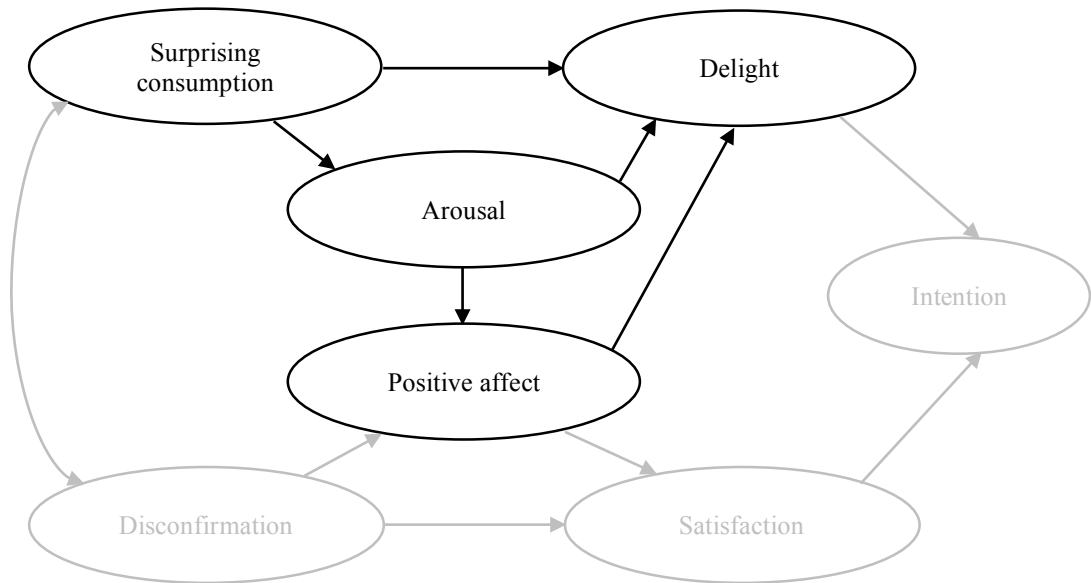 Surprising
consumption
Delight
Arousal
Intention
Positive affect
Disconfirmation
Satisfaction